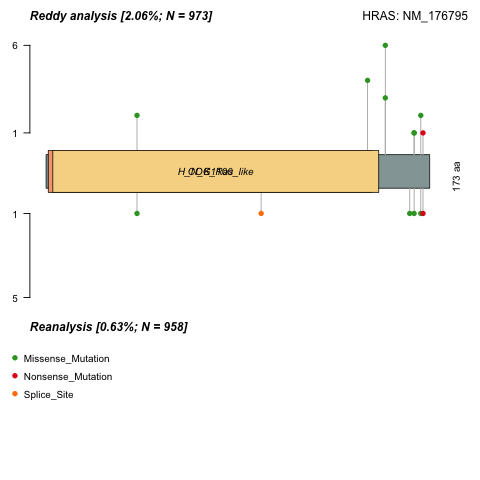 Reddy analysis [2.06%; N = 973]
HRAS: NM_176795
6
1
173 aa
1
5
Reanalysis [0.63%; N = 958]
Missense_Mutation
Nonsense_Mutation
Splice_Site